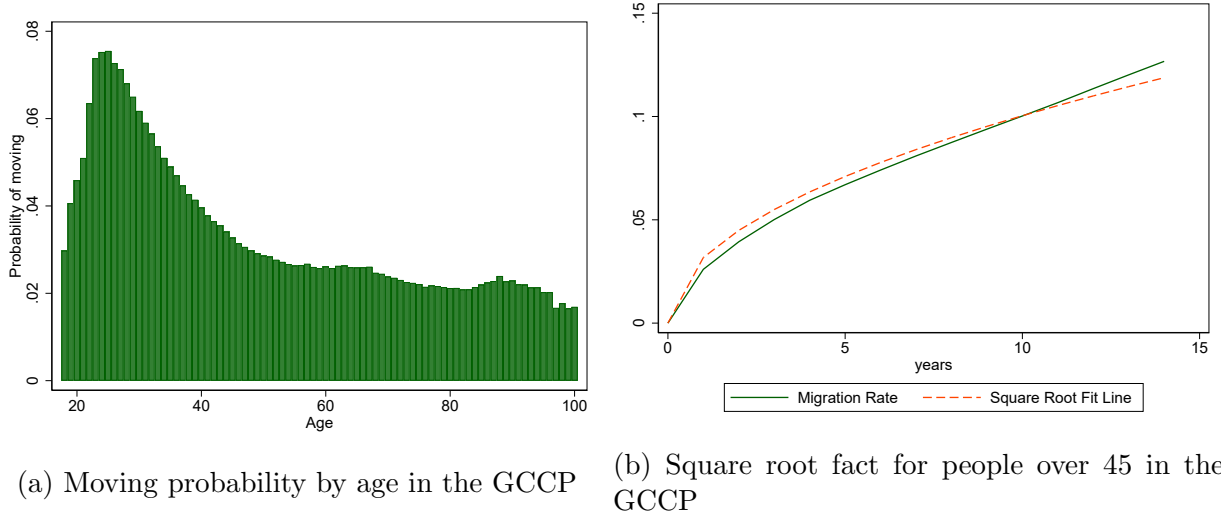 Probability of moving
.08
.06
.04
.02
0
20 40 60 80 100
Age
(a) Moving probability by age in the GCCP
.15
.1
.05
0
0 5 10 15
years
Migration Rate Square Root Fit Line
(b) Square root fact for people over 45 in the
GCCP